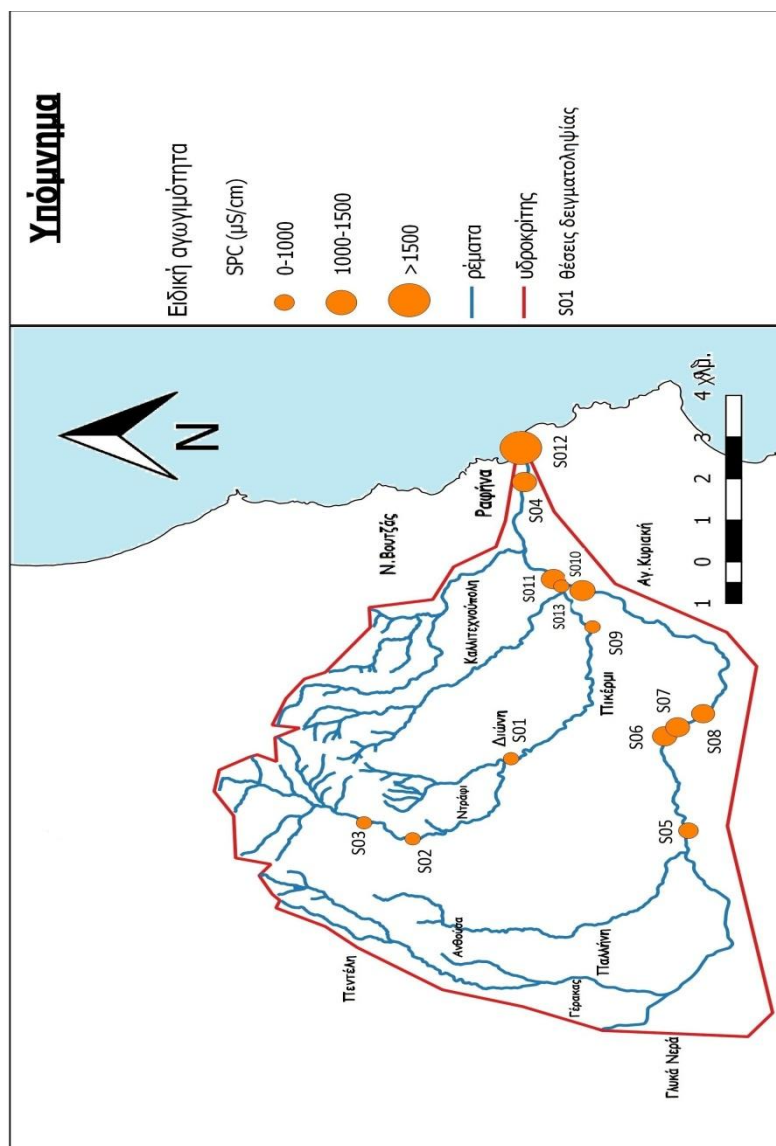 Υπόμνημα
Ειδική αγωγιμότητα
SPC (μS/cm)
0-1000
1000-1500
>1500
ρέματα
υδροκρίτης
S01 θέσεις δειγματοληψίας
N
Ν.Βουτζάς
Ραφήνα
S012
S04
Καλλιτεχνούπολη
S011
S013
S010
Αγ.Κυριακή
S09
Πικέρμι
Διώνη
S01
Ντράφι
S03
S02
S06
S07
S08
S05
Πεντέλη
Ανθούσα
Παλλήνη
Γέρακας
Γλυκά Νερά
1 0 1 2 3 4 χλμ.